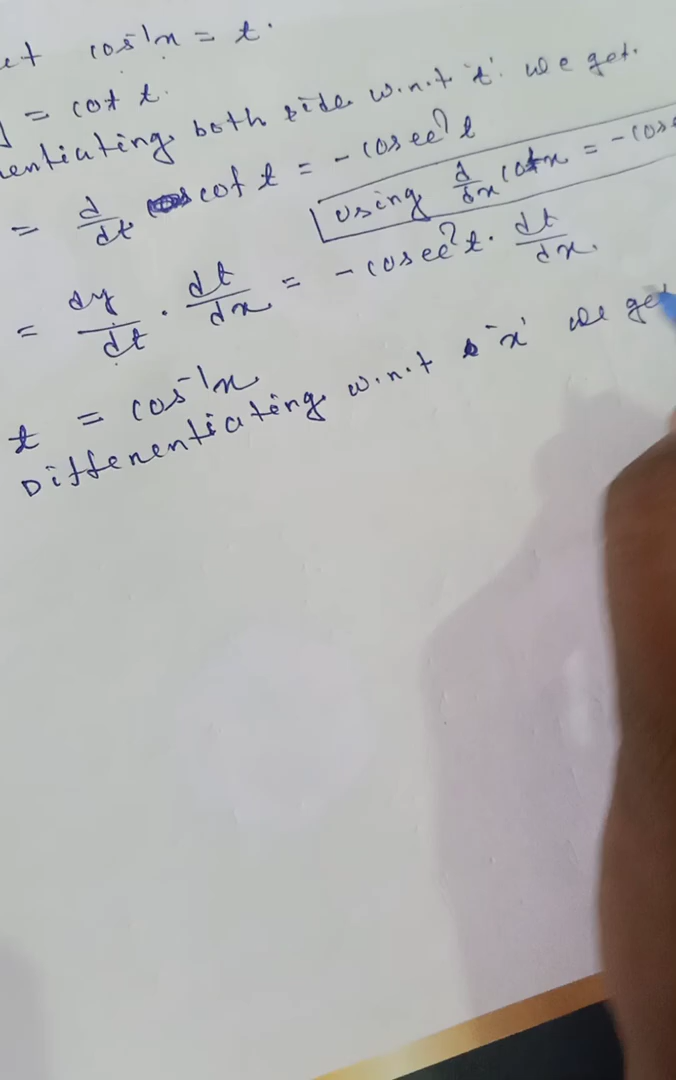 et cos⁻¹x = t.
= cot t.
entiating both side w.r.t 't' we get.
= d/dt cot t = - cosec²t
using d/dx cotx = - cos
= dy/dt . dt/dx = - cosec²t . dt/dx.
t = cos⁻¹x
Differentiating w.r.t 'x' we ge